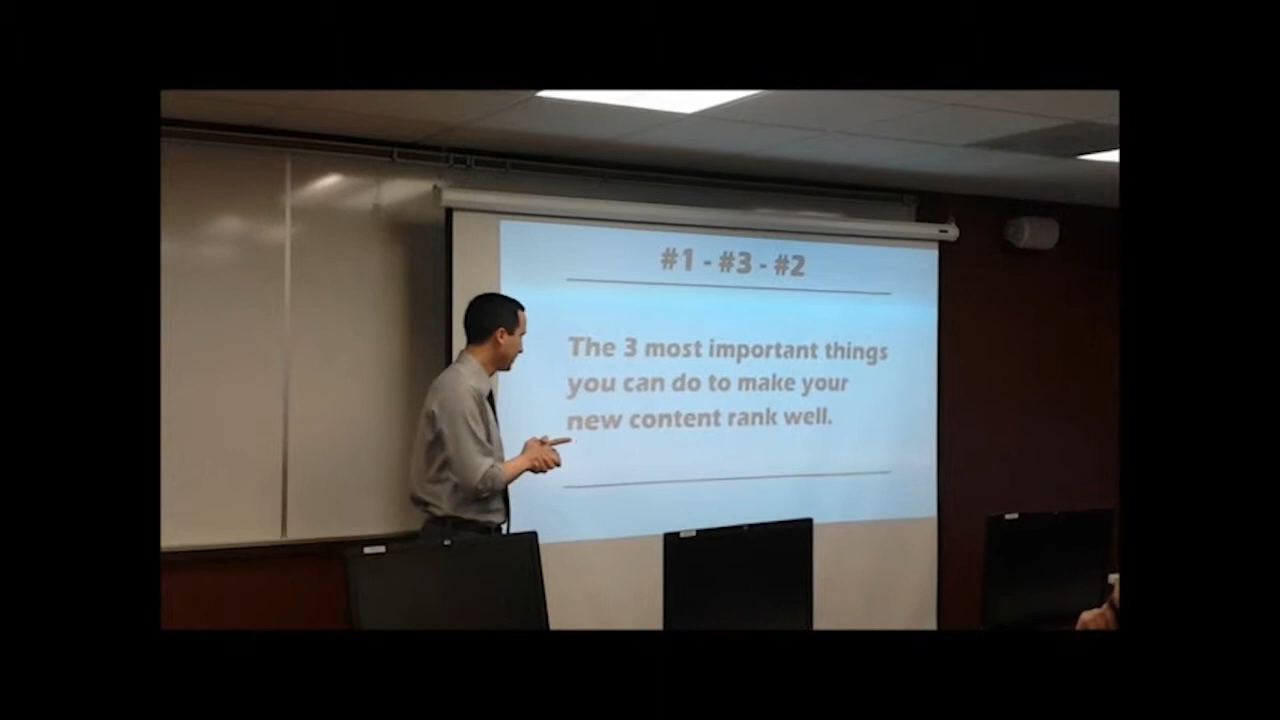 #1 - #3 - #2
The 3 most important things
you can do to make your
new content rank well.